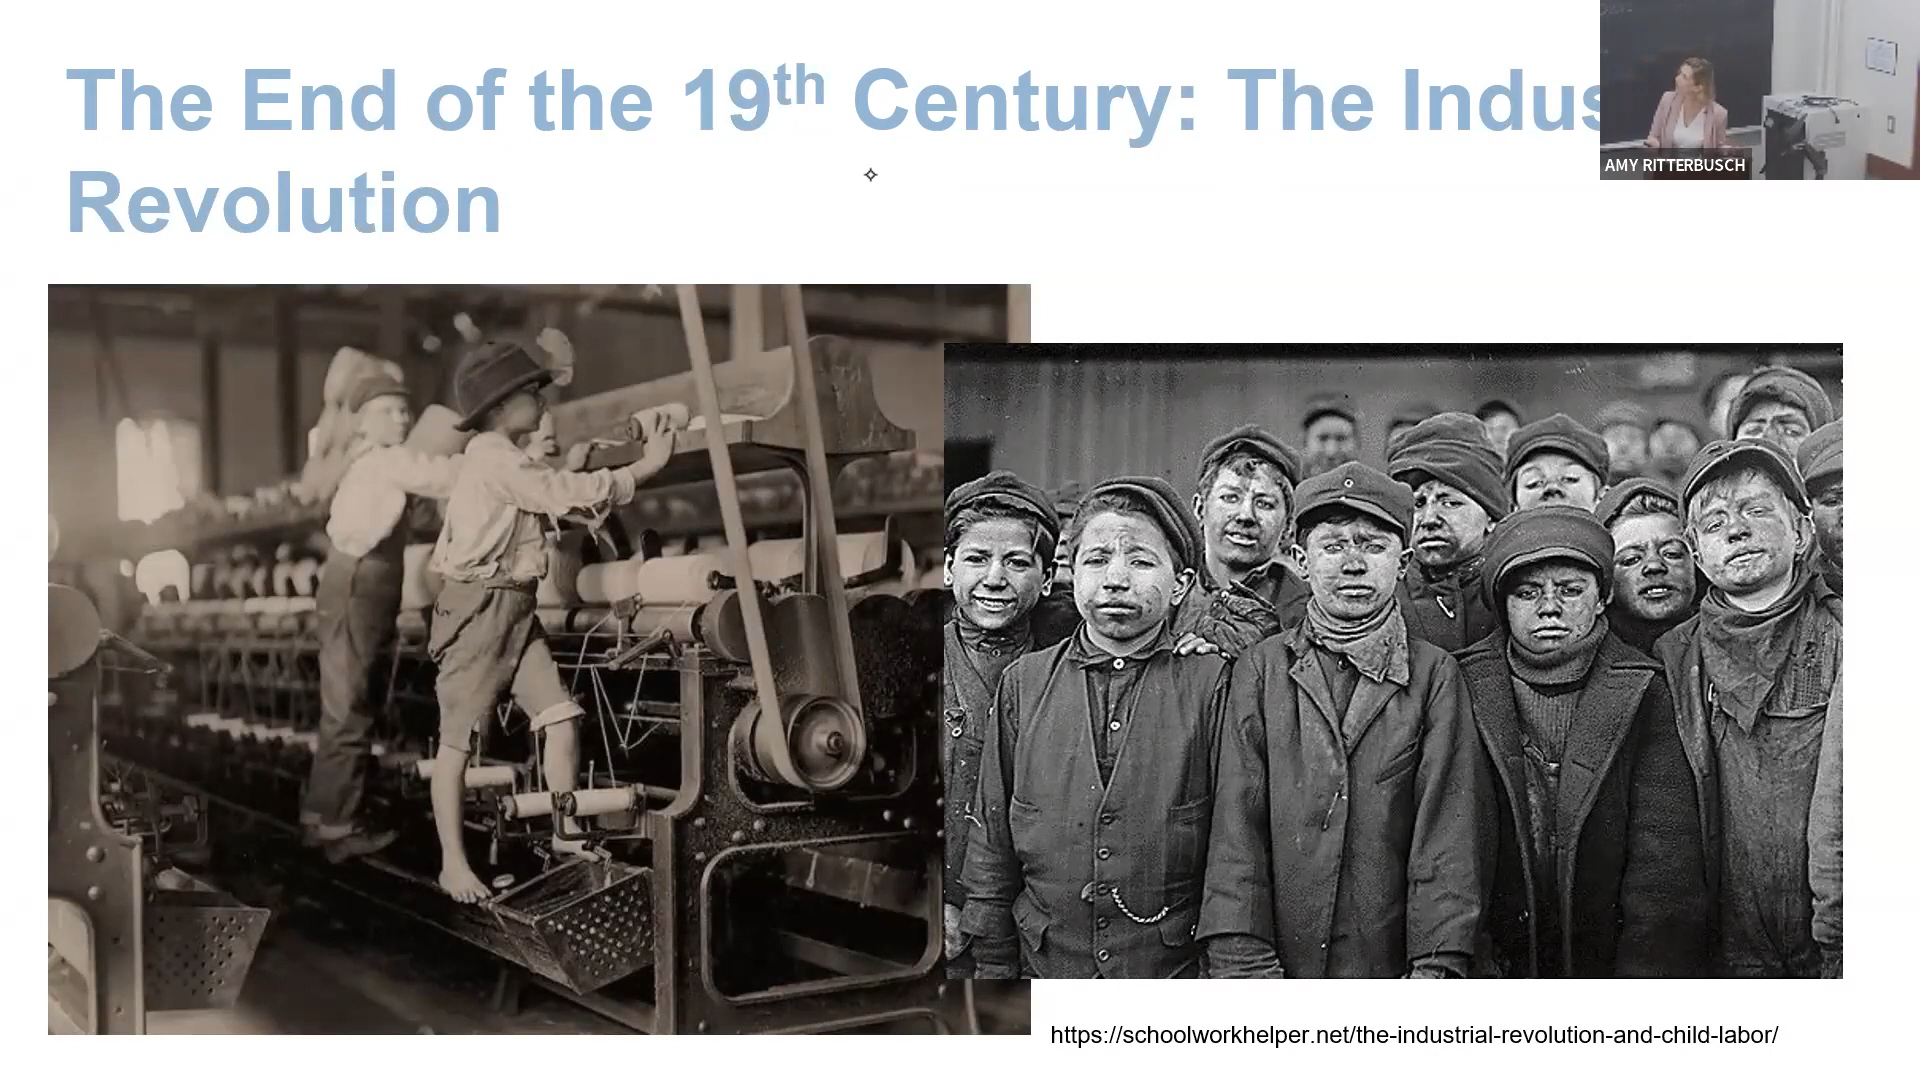 The End of the 19th Century: The Indus
Revolution
AMY RITTERBUSCH
https://schoolworkhelper.net/the-industrial-revolution-and-child-labor/